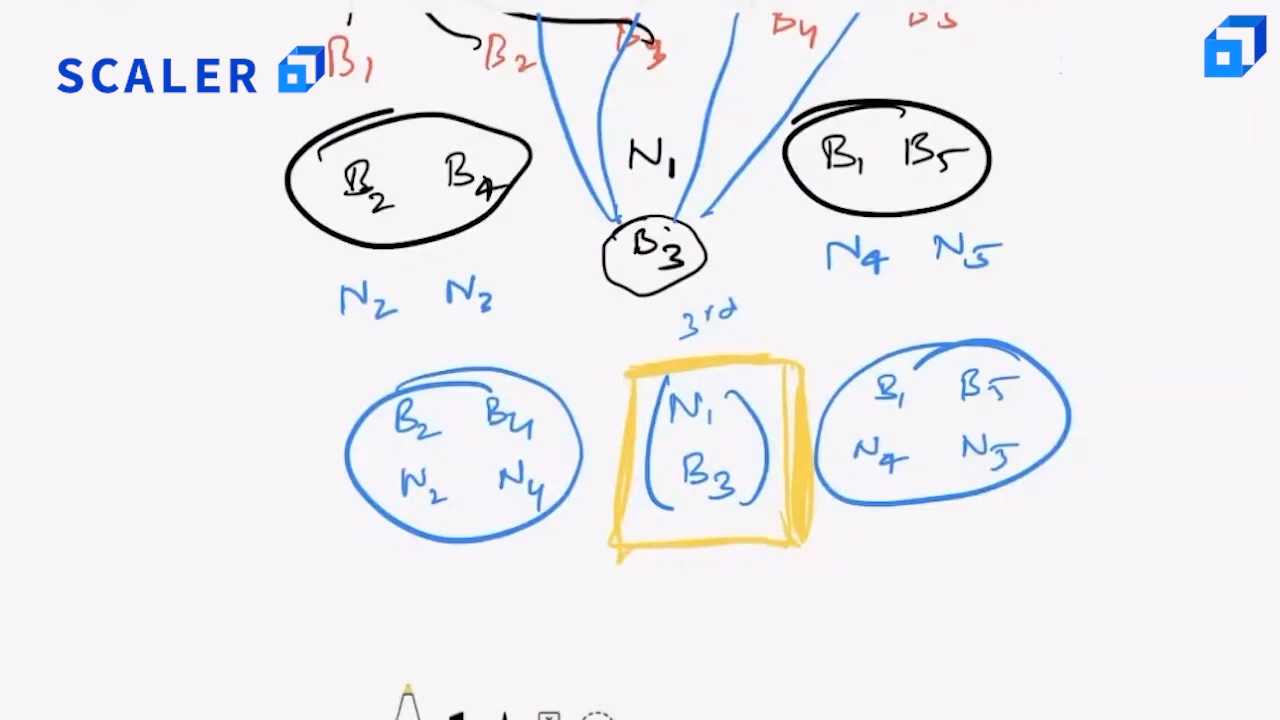 SCALER
B1 B2 B3 B4
B2 B4 N1 B1 B5
B3
N2 N3 N4 N5
3rd
B2 B4 N1 B1 B5
N2 N4 B3 N4 N5